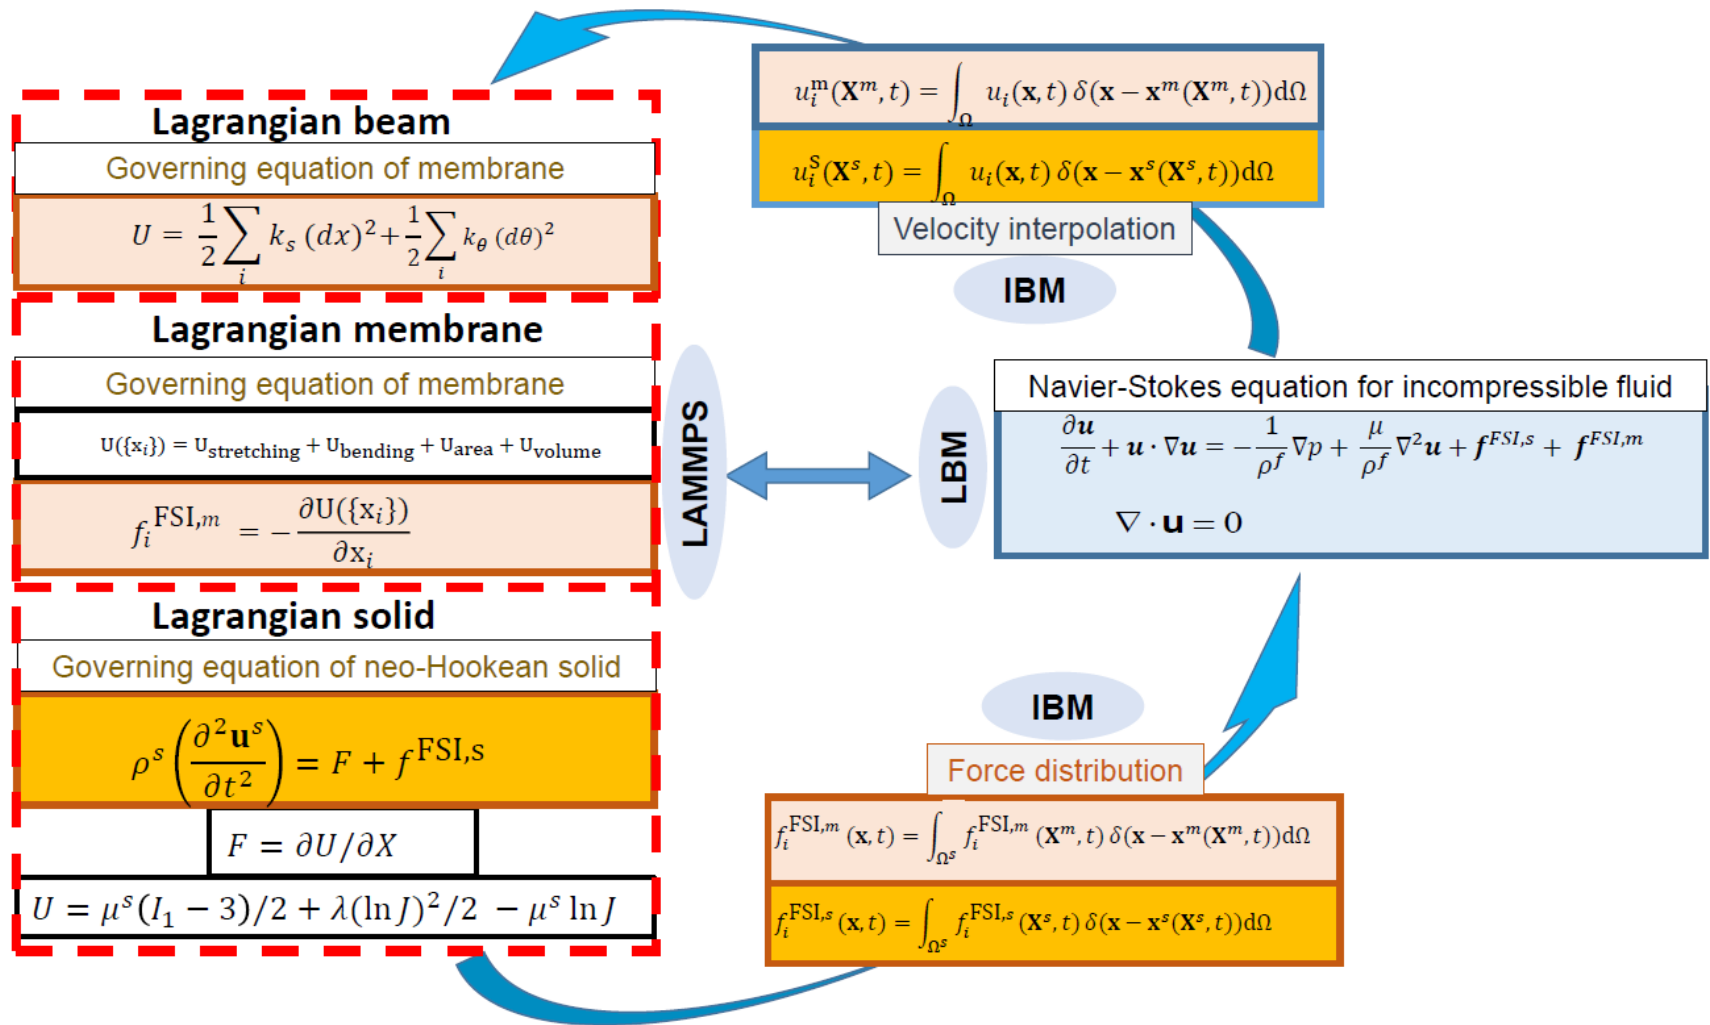 Lagrangian beam
Governing equation of membrane
U = 1/2 ∑_i k_s (dx)^2 + 1/2 ∑_i k_θ (dθ)^2
Lagrangian membrane
Governing equation of membrane
U({x_i}) = U_stretching + U_bending + U_area + U_volume
f_i^{FSI,m} = − ∂U({x_i}) / ∂x_i
Lagrangian solid
Governing equation of neo-Hookean solid
ρ^s (∂^2 u^s / ∂t^2) = F + f^{FSI,s}
F = ∂U/∂X
U = μ^s(I_1 − 3)/2 + λ(ln J)^2/2 − μ^s ln J
LAMMPS
LBM
u_i^m(X^m, t) = ∫_Ω u_i(x, t) δ(x − x^m(X^m, t))dΩ
u_i^s(X^s, t) = ∫_Ω u_i(x, t) δ(x − x^s(X^s, t))dΩ
Velocity interpolation
IBM
Navier-Stokes equation for incompressible fluid
∂u/∂t + u · ∇u = − 1/ρ^f ∇p + μ/ρ^f ∇^2 u + f^{FSI,s} + f^{FSI,m}
∇ · u = 0
IBM
Force distribution
f_i^{FSI,m} (x, t) = ∫_{Ω^s} f_i^{FSI,m} (X^m, t) δ(x − x^m(X^m, t))dΩ
f_i^{FSI,s} (x, t) = ∫_{Ω^s} f_i^{FSI,s} (X^s, t) δ(x − x^s(X^s, t))dΩ